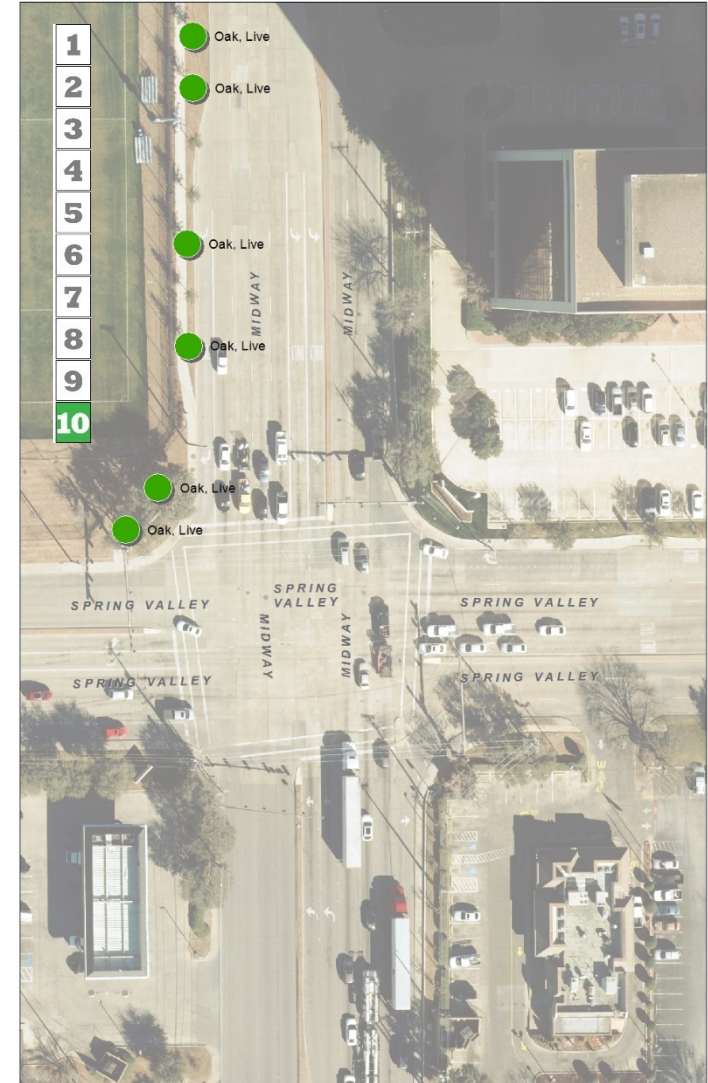 1
Oak, Live
2
Oak, Live
3
4
5
6
Oak, Live
7
MIDWAY
MIDWAY
8
Oak, Live
9
10
Oak, Live
Oak, Live
SPRING VALLEY
SPRING
VALLEY
SPRING VALLEY
MIDWAY
MIDWAY
SPRING VALLEY
SPRING VALLEY